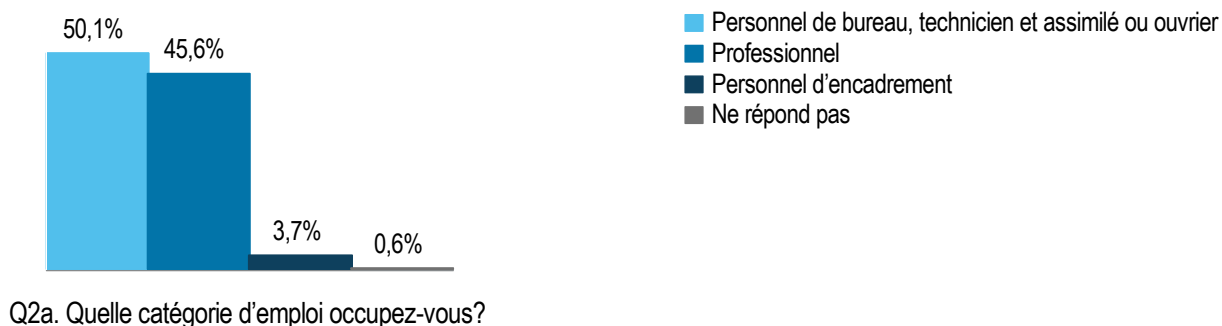 50,1%
45,6%
3,7%
0,6%
Personnel de bureau, technicien et assimilé ou ouvrier
Professionnel
Personnel d’encadrement
Ne répond pas
Q2a. Quelle catégorie d’emploi occupez-vous?